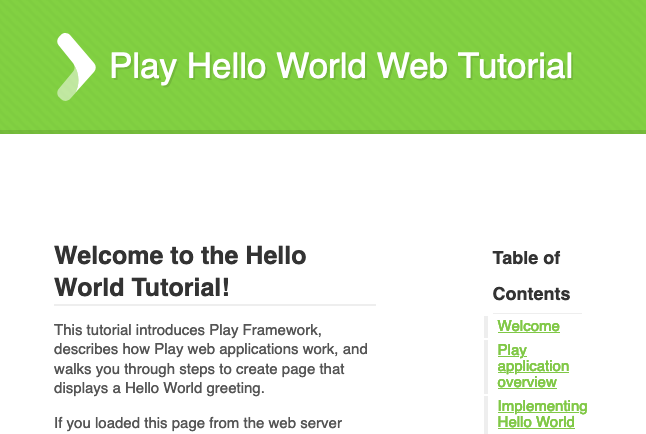 Play Hello World Web Tutorial
Welcome to the Hello
World Tutorial!
This tutorial introduces Play Framework,
describes how Play web applications work, and
walks you through steps to create page that
displays a Hello World greeting.
If you loaded this page from the web server
Table of
Contents
Welcome
Play
application
overview
Implementing
Hello World